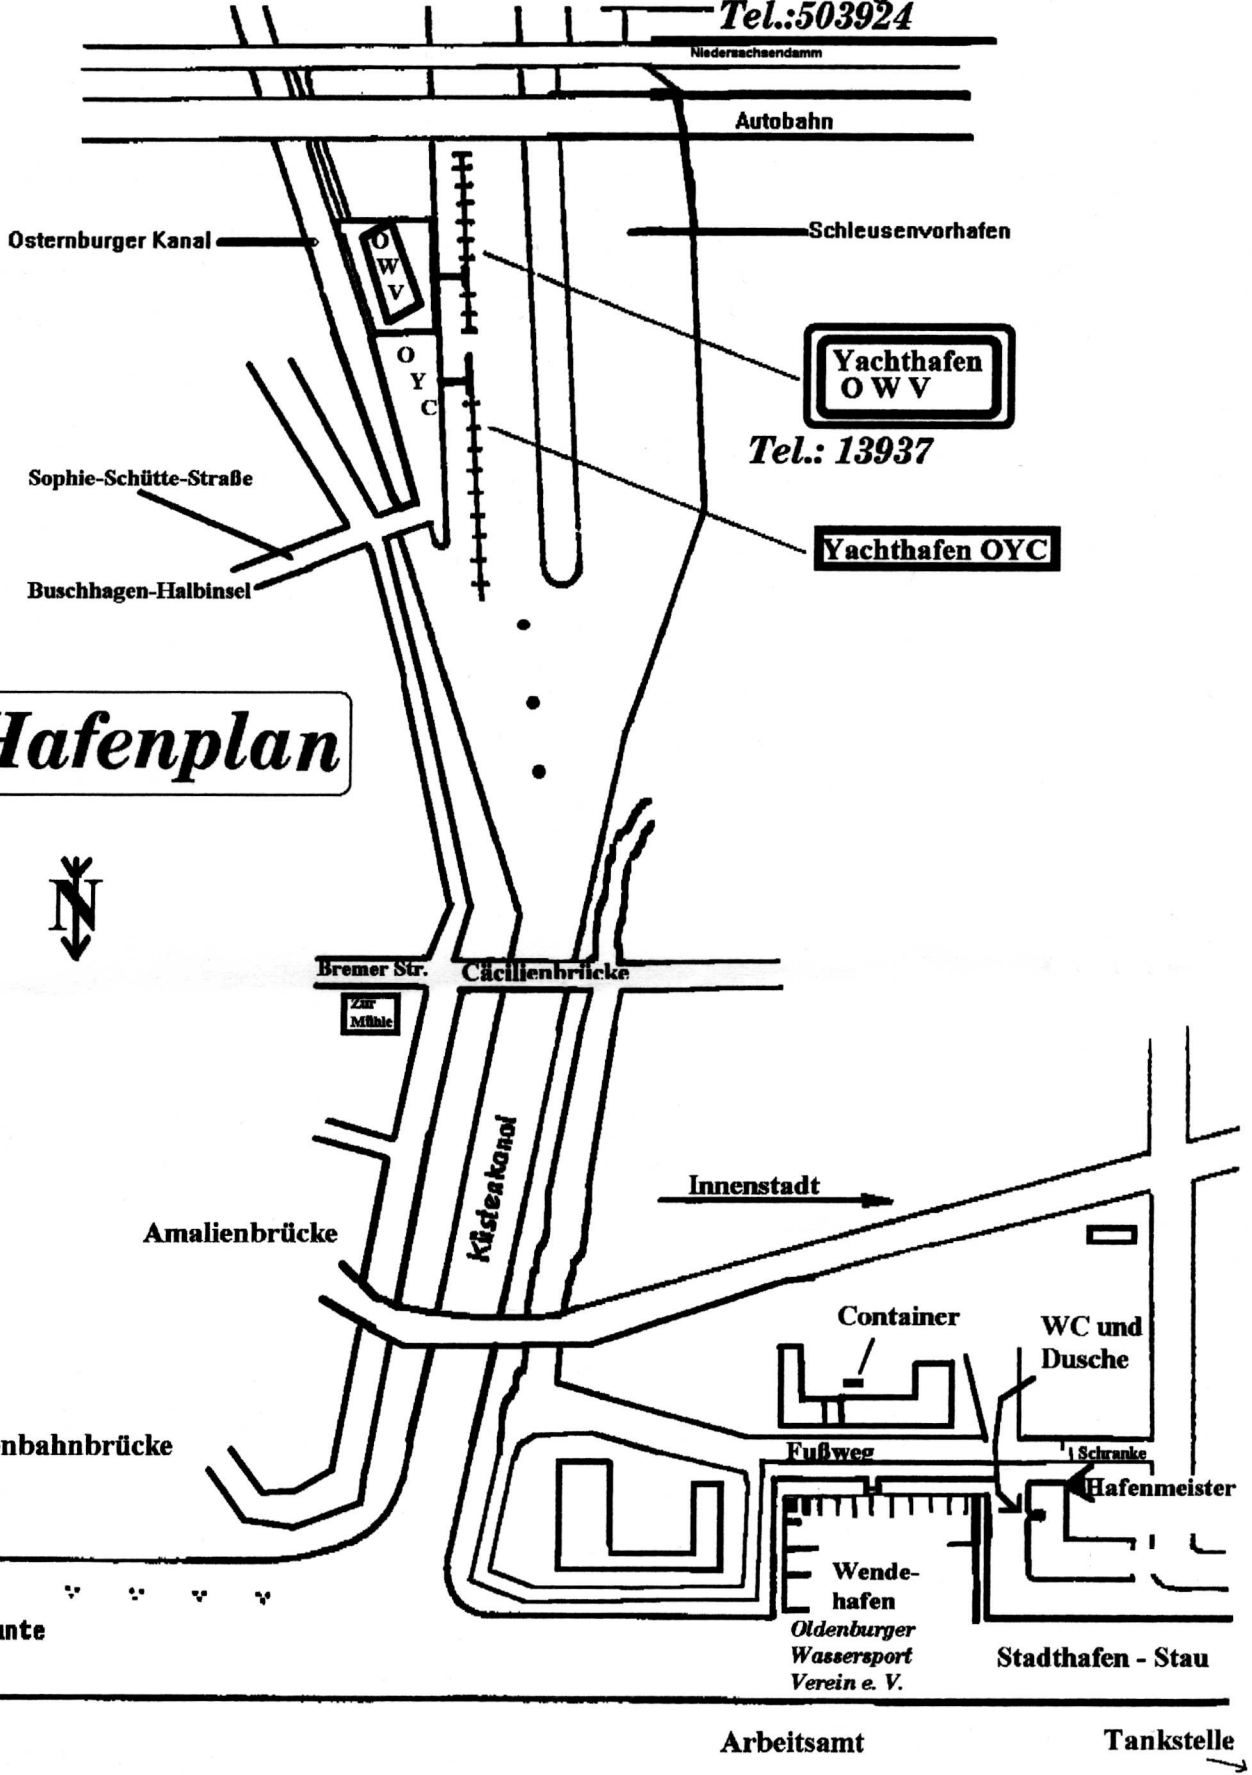 Tel.:503924
Niedersachsendamm
Autobahn
Osternburger Kanal
Schleusenvorhafen
O
W
V
O
Y
C
Yachthafen
O W V
Tel.: 13937
Sophie-Schütte-Straße
Yachthafen OYC
Buschhagen-Halbinsel
Hafenplan
N
Bremer Str.
Cäcilienbrücke
Zur
Mühle
Küstenkanal
Innenstadt
Amalienbrücke
Container
WC und
Dusche
nbahnbrücke
Fußweg
Schranke
Hafenmeister
Wende-
hafen
Oldenburger
Wassersport
Verein e. V.
unte
Stadthafen - Stau
Arbeitsamt
Tankstelle